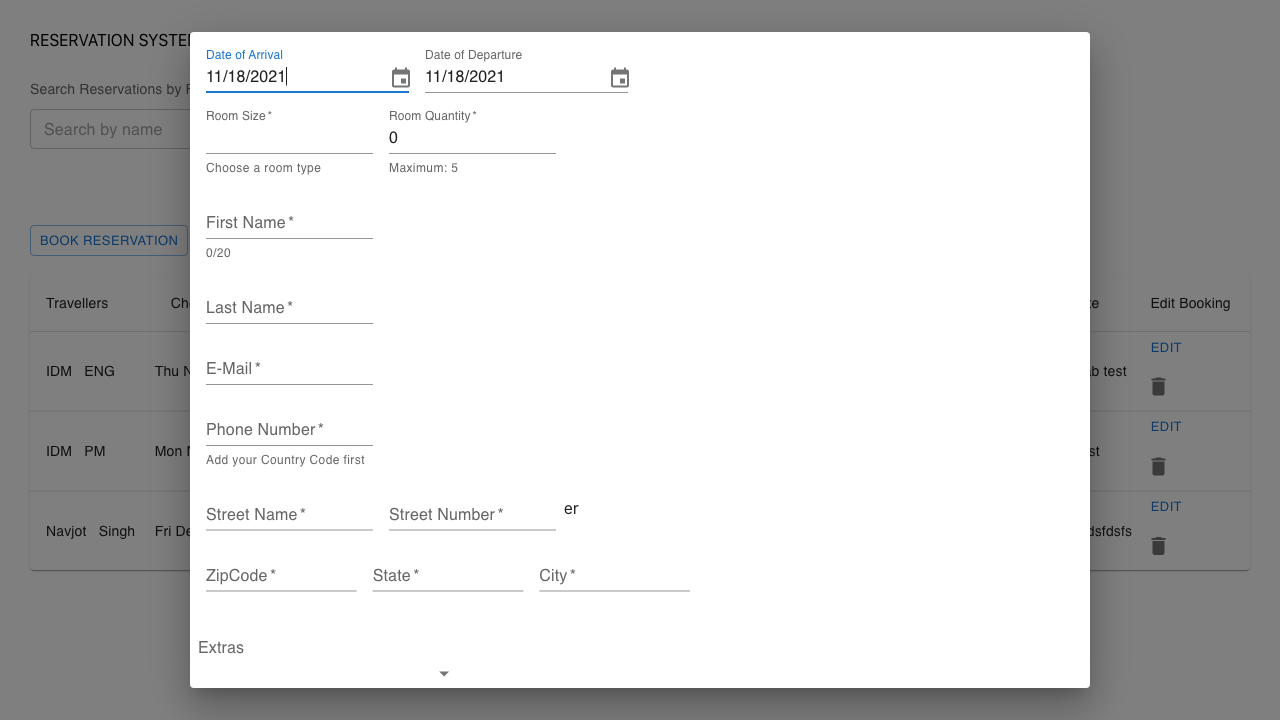 RESERVATION SYSTE
Search Reservations by
Search by name
BOOK RESERVATION
Date of Arrival Date of Departure
11/18/2021 11/18/2021
Room Size * Room Quantity *
0
Choose a room type Maximum: 5
First Name *
0/20
Last Name *
E-Mail *
Phone Number *
Add your Country Code first
Street Name * Street Number * er
ZipCode * State * City *
Extras
Travellers Ch te Edit Booking
EDIT
IDM ENG Thu N ab test
EDIT
IDM PM Mon N st
EDIT
Navjot Singh Fri De dsfdsfs